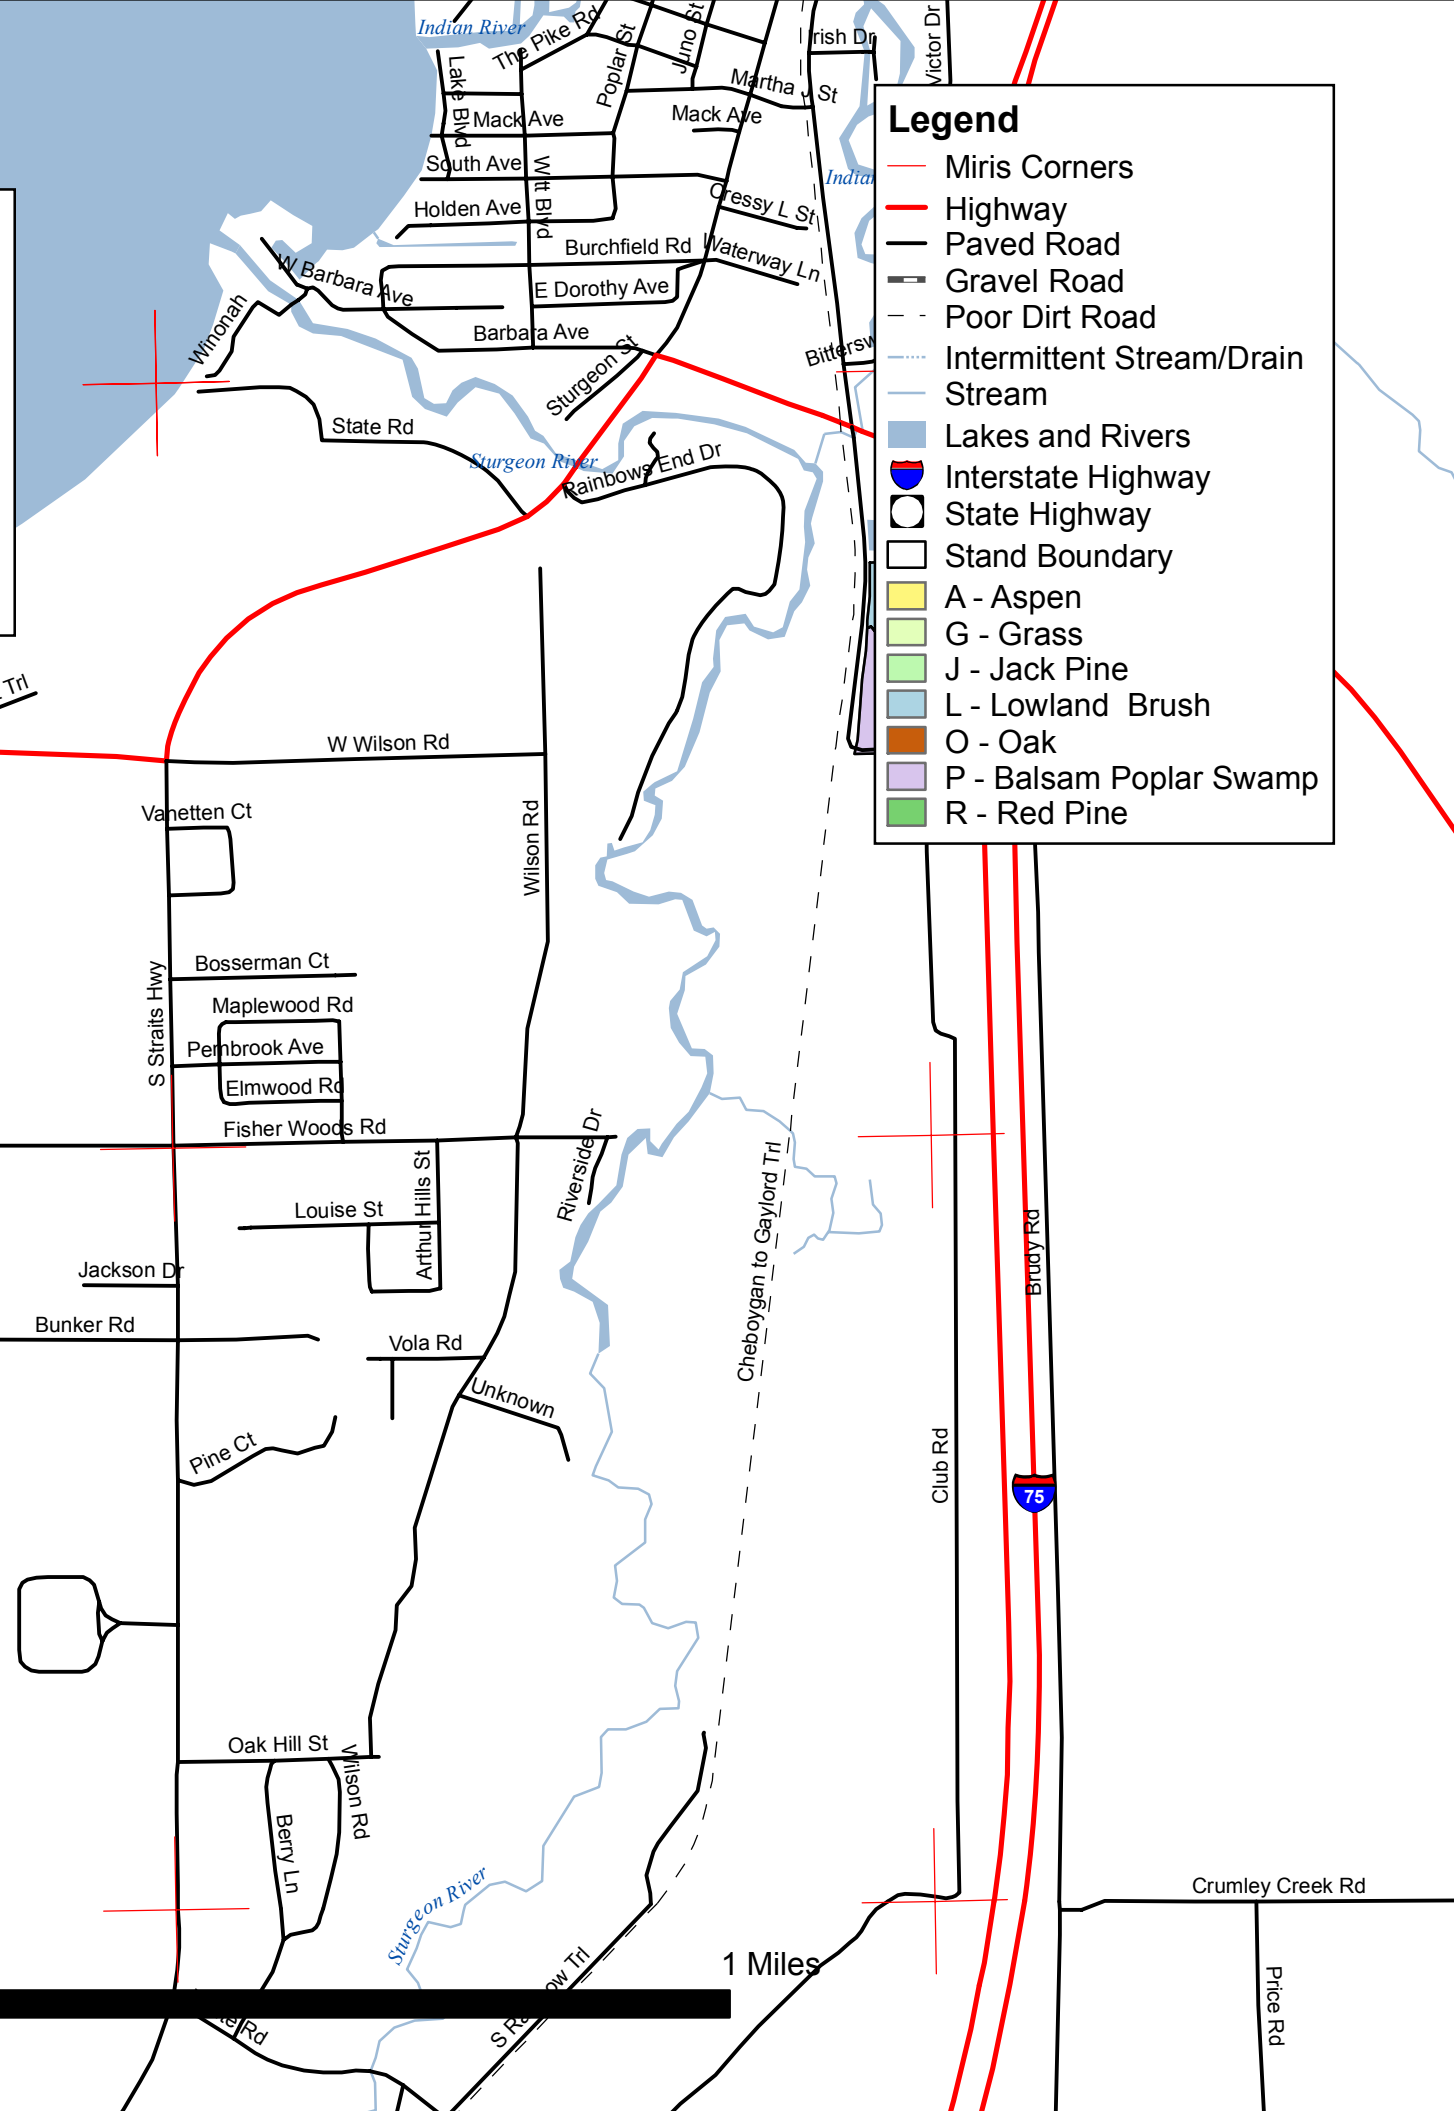 Indian River
The Pike Rd
Poplar St
Juno St
Irish Dr
Victor Dr
Lake Blvd
Martha J St
Mack Ave
Mack Ave
South Ave
Witt Blvd
Indian
Cressy L St
Holden Ave
Burchfield Rd
Waterway Ln
W Barbara Ave
E Dorothy Ave
Winonah
Barbara Ave
Sturgeon St
State Rd
Sturgeon River
Rainbows End Dr
Legend
Miris Corners
Highway
Paved Road
Gravel Road
Poor Dirt Road
Intermittent Stream/Drain
Stream
Lakes and Rivers
Interstate Highway
State Highway
Stand Boundary
A - Aspen
G - Grass
J - Jack Pine
L - Lowland  Brush
O - Oak
P - Balsam Poplar Swamp
R - Red Pine
Trl
W Wilson Rd
Vanetten Ct
Wilson Rd
Bosserman Ct
S Straits Hwy
Maplewood Rd
Pembrook Ave
Elmwood Rd
Fisher Woods Rd
Riverside Dr
Arthur Hills St
Louise St
Cheboygan to Gaylord Trl
Brudy Rd
Jackson Dr
Bunker Rd
Vola Rd
Unknown
Pine Ct
Club Rd
75
Oak Hill St
Wilson Rd
Berry Ln
Sturgeon River
Crumley Creek Rd
1 Miles
Price Rd
Rd